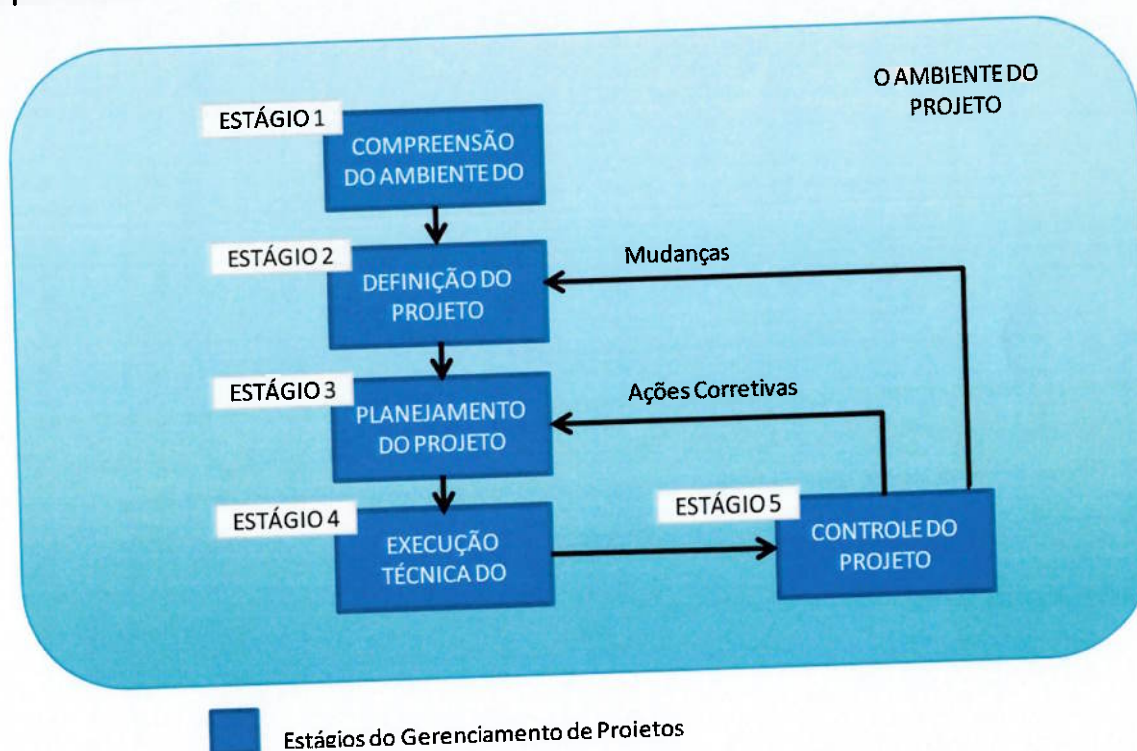 O AMBIENTE DO
PROJETO
ESTÁGIO 1
COMPREENSÃO
DO AMBIENTE DO
ESTÁGIO 2
DEFINIÇÃO DO
PROJETO
Mudanças
ESTÁGIO 3
PLANEJAMENTO
DO PROJETO
Ações Corretivas
ESTÁGIO 4
EXECUÇÃO
TÉCNICA DO
ESTÁGIO 5
CONTROLE DO
PROJETO
Estágios do Gerenciamento de Projetos